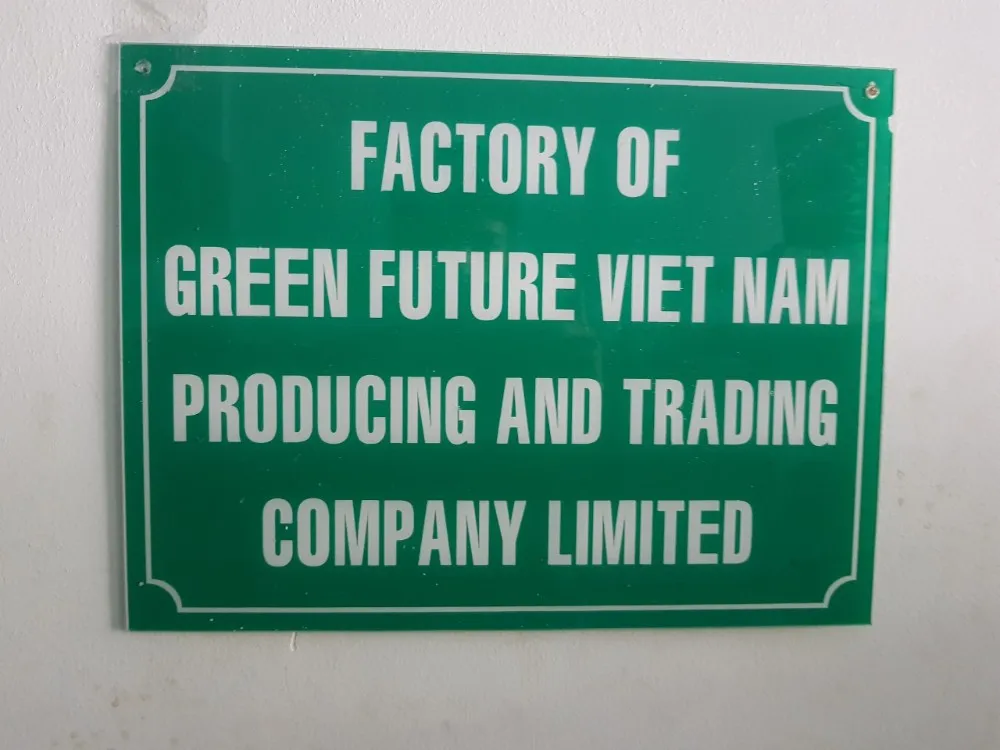 FACTORY OF
GREEN FUTURE VIET NAM
PRODUCING AND TRADING
COMPANY LIMITED